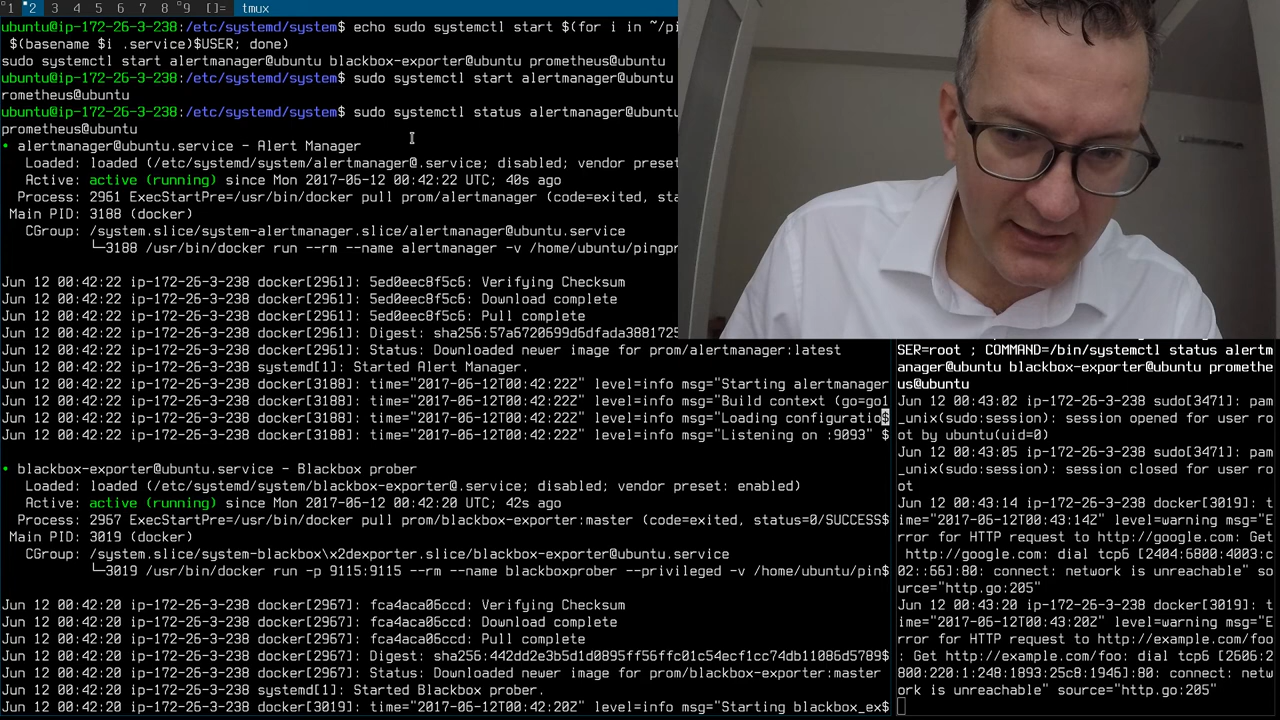 1 2 3 4 5 6 7 8 9 []= tmux
ubuntu@ip-172-26-3-238:/etc/systemd/system$ echo sudo systemctl start $(for i in ~/pi
$(basename $i .service)$USER; done)
sudo systemctl start alertmanager@ubuntu blackbox-exporter@ubuntu prometheus@ubuntu
ubuntu@ip-172-26-3-238:/etc/systemd/system$ sudo systemctl start alertmanager@ubuntu
rometheus@ubuntu
ubuntu@ip-172-26-3-238:/etc/systemd/system$ sudo systemctl status alertmanager@ubunt
prometheus@ubuntu
• alertmanager@ubuntu.service - Alert Manager
Loaded: loaded (/etc/systemd/system/alertmanager@.service; disabled; vendor preset
Active: active (running) since Mon 2017-06-12 00:42:22 UTC; 40s ago
Process: 2961 ExecStartPre=/usr/bin/docker pull prom/alertmanager (code=exited, sta
Main PID: 3188 (docker)
CGroup: /system.slice/system-alertmanager.slice/alertmanager@ubuntu.service
└─3188 /usr/bin/docker run --rm --name alertmanager -v /home/ubuntu/pingpr
Jun 12 00:42:22 ip-172-26-3-238 docker[2961]: 5ed0eec8f5c6: Verifying Checksum
Jun 12 00:42:22 ip-172-26-3-238 docker[2961]: 5ed0eec8f5c6: Download complete
Jun 12 00:42:22 ip-172-26-3-238 docker[2961]: 5ed0eec8f5c6: Pull complete
Jun 12 00:42:22 ip-172-26-3-238 docker[2961]: Digest: sha256:57a6720699d6dfada3881725
Jun 12 00:42:22 ip-172-26-3-238 docker[2961]: Status: Downloaded newer image for prom/alertmanager:latest
Jun 12 00:42:22 ip-172-26-3-238 systemd[1]: Started Alert Manager.
Jun 12 00:42:22 ip-172-26-3-238 docker[3188]: time="2017-06-12T00:42:22Z" level=info msg="Starting alertmanager
Jun 12 00:42:22 ip-172-26-3-238 docker[3188]: time="2017-06-12T00:42:22Z" level=info msg="Build context (go=go1
Jun 12 00:42:22 ip-172-26-3-238 docker[3188]: time="2017-06-12T00:42:22Z" level=info msg="Loading configuratio$
Jun 12 00:42:22 ip-172-26-3-238 docker[3188]: time="2017-06-12T00:42:22Z" level=info msg="Listening on :9093" $
• blackbox-exporter@ubuntu.service - Blackbox prober
Loaded: loaded (/etc/systemd/system/blackbox-exporter@.service; disabled; vendor preset: enabled)
Active: active (running) since Mon 2017-06-12 00:42:20 UTC; 42s ago
Process: 2967 ExecStartPre=/usr/bin/docker pull prom/blackbox-exporter:master (code=exited, status=0/SUCCESS$
Main PID: 3019 (docker)
CGroup: /system.slice/system-blackbox\x2dexporter.slice/blackbox-exporter@ubuntu.service
└─3019 /usr/bin/docker run -p 9115:9115 --rm --name blackboxprober --privileged -v /home/ubuntu/pin$
Jun 12 00:42:20 ip-172-26-3-238 docker[2967]: fca4aca06ccd: Verifying Checksum
Jun 12 00:42:20 ip-172-26-3-238 docker[2967]: fca4aca06ccd: Download complete
Jun 12 00:42:20 ip-172-26-3-238 docker[2967]: fca4aca06ccd: Pull complete
Jun 12 00:42:20 ip-172-26-3-238 docker[2967]: Digest: sha256:442dd2e3b5d1d0895ff56ffc01c54ecf1cc74db11086d5789$
Jun 12 00:42:20 ip-172-26-3-238 docker[2967]: Status: Downloaded newer image for prom/blackbox-exporter:master
Jun 12 00:42:20 ip-172-26-3-238 systemd[1]: Started Blackbox prober.
Jun 12 00:42:20 ip-172-26-3-238 docker[3019]: time="2017-06-12T00:42:20Z" level=info msg="Starting blackbox_ex$
SER=root ; COMMAND=/bin/systemctl status alertm
anager@ubuntu blackbox-exporter@ubuntu promethe
us@ubuntu
Jun 12 00:43:02 ip-172-26-3-238 sudo[3471]: pam
_unix(sudo:session): session opened for user ro
ot by ubuntu(uid=0)
Jun 12 00:43:05 ip-172-26-3-238 sudo[3471]: pam
_unix(sudo:session): session closed for user ro
ot
Jun 12 00:43:14 ip-172-26-3-238 docker[3019]: t
ime="2017-06-12T00:43:14Z" level=warning msg="E
rror for HTTP request to http://google.com: Get
http://google.com: dial tcp6 [2404:6800:4003:c
02::66]:80: connect: network is unreachable" so
urce="http.go:205"
Jun 12 00:43:20 ip-172-26-3-238 docker[3019]: t
ime="2017-06-12T00:43:20Z" level=warning msg="E
rror for HTTP request to http://example.com/foo
: Get http://example.com/foo: dial tcp6 [2606:2
800:220:1:248:1893:25c8:1946]:80: connect: netw
ork is unreachable" source="http.go:205"